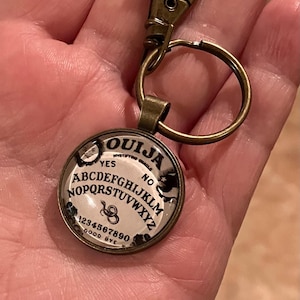 OUIJA
YES
NO
ABCDEFGHIJKLM
NOPQRSTUVWXYZ
1234567890
GOOD BYE